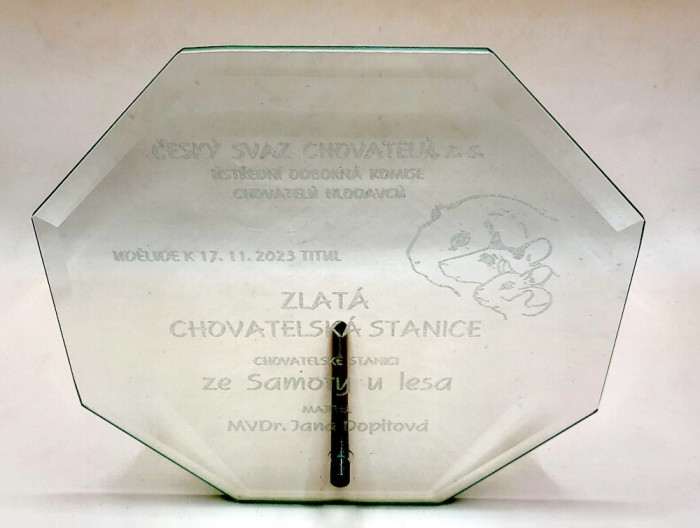 ČESKÝ SVAZ CHOVATELŮ z. s.
ÚSTŘEDNÍ ODBORNÁ KOMISE
CHOVATELŮ HLODAVCŮ
UDĚLUJE K 17. 11. 2023 TITUL
ZLATÁ
CHOVATELSKÁ STANICE
CHOVATELSKÉ STANICI
ze Samoty u lesa
MVDr. Jana Dopitová